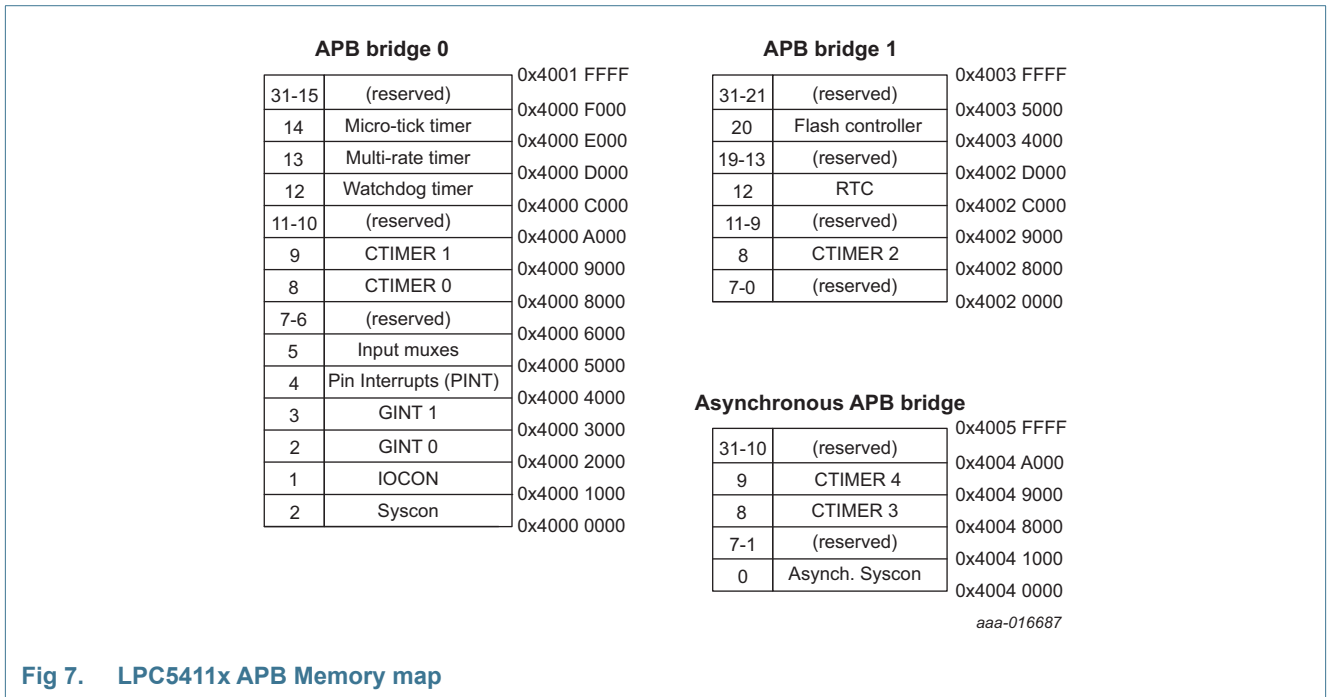 APB bridge 0
0x4001 FFFF
31-15 (reserved)
0x4000 F000
14 Micro-tick timer
0x4000 E000
13 Multi-rate timer
0x4000 D000
12 Watchdog timer
0x4000 C000
11-10 (reserved)
0x4000 A000
9 CTIMER 1
0x4000 9000
8 CTIMER 0
0x4000 8000
7-6 (reserved)
0x4000 6000
5 Input muxes
0x4000 5000
4 Pin Interrupts (PINT)
0x4000 4000
3 GINT 1
0x4000 3000
2 GINT 0
0x4000 2000
1 IOCON
0x4000 1000
2 Syscon
0x4000 0000
APB bridge 1
0x4003 FFFF
31-21 (reserved)
0x4003 5000
20 Flash controller
0x4003 4000
19-13 (reserved)
0x4002 D000
12 RTC
0x4002 C000
11-9 (reserved)
0x4002 9000
8 CTIMER 2
0x4002 8000
7-0 (reserved)
0x4002 0000
Asynchronous APB bridge
0x4005 FFFF
31-10 (reserved)
0x4004 A000
9 CTIMER 4
0x4004 9000
8 CTIMER 3
0x4004 8000
7-1 (reserved)
0x4004 1000
0 Asynch. Syscon
0x4004 0000
aaa-016687
Fig 7. LPC5411x APB Memory map